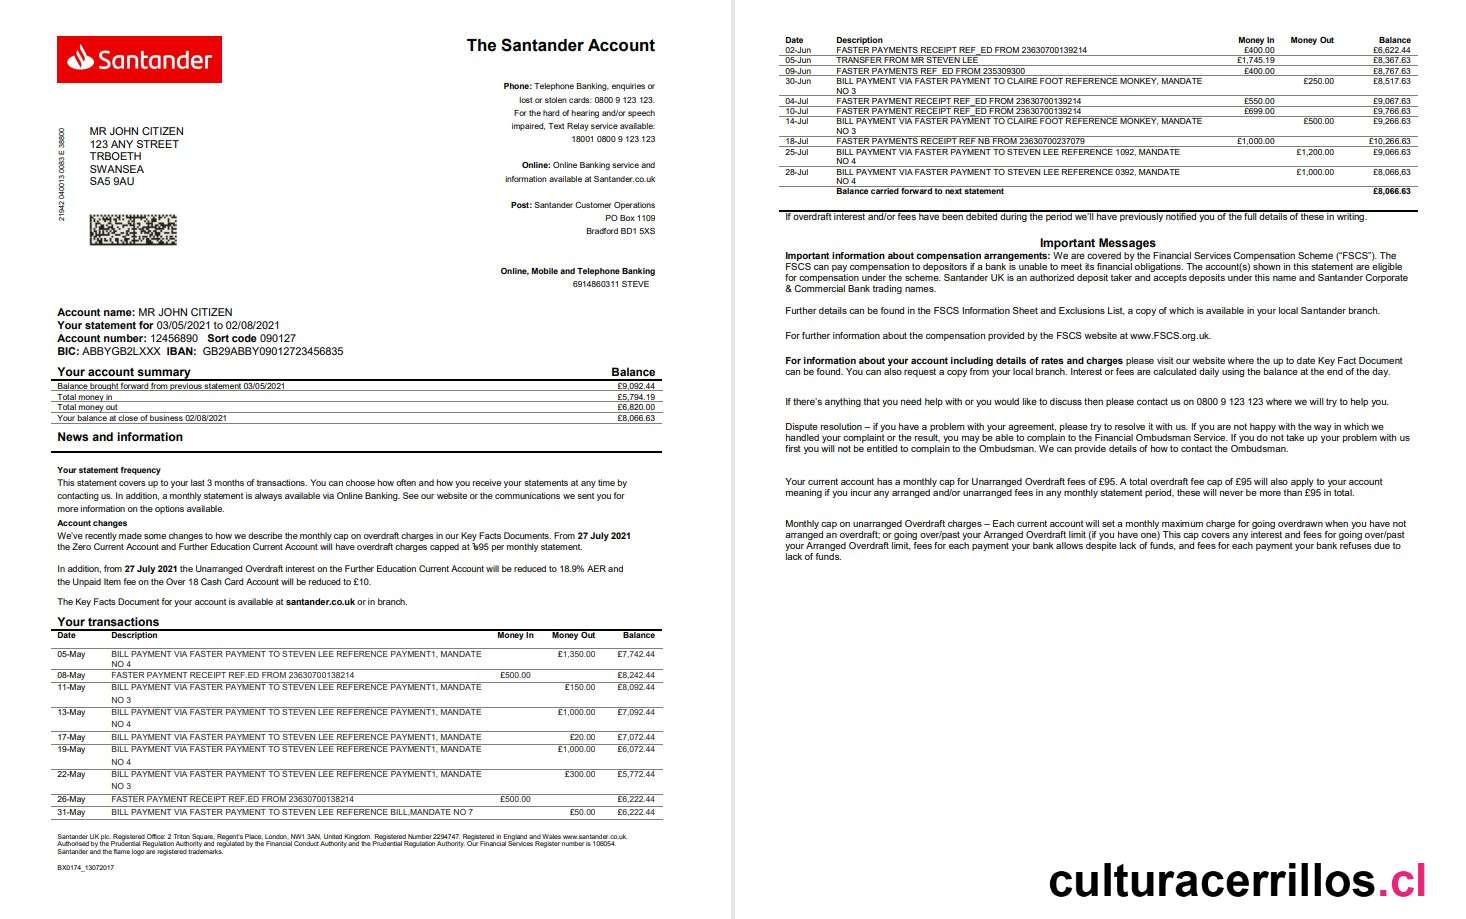 Santander
The Santander Account
Phone: Telephone Banking, enquiries or
lost or stolen cards: 0800 9 123 123.
For the hard of hearing and/or speech
impaired, Text Relay service available:
18001 0800 9 123 123
Online: Online Banking service and
information available at Santander.co.uk
Post: Santander Customer Operations
PO Box 1109
Bradford BD1 5XS
Online, Mobile and Telephone Banking
6914860311 STEVE
21942 040013 0083 E 38800
MR JOHN CITIZEN
123 ANY STREET
TRBOETH
SWANSEA
SA5 9AU
Account name: MR JOHN CITIZEN
Your statement for 03/05/2021 to 02/08/2021
Account number: 12456890 Sort code 090127
BIC: ABBYGB2LXXX IBAN: GB29ABBY09012723456835
Your account summary Balance
Balance brought forward from previous statement 03/05/2021 £9,092.44
Total money in £5,794.19
Total money out £6,820.00
Your balance at close of business 02/08/2021 £8,066.63
News and information
Your statement frequency
This statement covers up to your last 3 months of transactions. You can choose how often and how you receive your statements at any time by
contacting us. In addition, a monthly statement is always available via Online Banking. See our website or the communications we sent you for
more information on the options available.
Account changes
We've recently made some changes to how we describe the monthly cap on overdraft charges in our Key Facts Documents. From 27 July 2021
the Zero Current Account and Further Education Current Account will have overdraft charges capped at 95 per monthly statement.
In addition, from 27 July 2021 the Unarranged Overdraft interest on the Further Education Current Account will be reduced to 18.9% AER and
the Unpaid Item fee on the Over 18 Cash Card Account will be reduced to £10.
The Key Facts Document for your account is available at santander.co.uk or in branch.
Your transactions
Date Description Money In Money Out Balance
05-May BILL PAYMENT VIA FASTER PAYMENT TO STEVEN LEE REFERENCE PAYMENT1, MANDATE £1,350.00 £7,742.44
NO 4
08-May FASTER PAYMENT RECEIPT REF.ED FROM 23630700138214 £500.00 £8,242.44
11-May BILL PAYMENT VIA FASTER PAYMENT TO STEVEN LEE REFERENCE PAYMENT1, MANDATE £150.00 £8,092.44
NO 3
13-May BILL PAYMENT VIA FASTER PAYMENT TO STEVEN LEE REFERENCE PAYMENT1, MANDATE £1,000.00 £7,092.44
NO 4
17-May BILL PAYMENT VIA FASTER PAYMENT TO STEVEN LEE REFERENCE PAYMENT1, MANDATE £20.00 £7,072.44
19-May BILL PAYMENT VIA FASTER PAYMENT TO STEVEN LEE REFERENCE PAYMENT1, MANDATE £1,000.00 £6,072.44
NO 4
22-May BILL PAYMENT VIA FASTER PAYMENT TO STEVEN LEE REFERENCE PAYMENT1, MANDATE £300.00 £5,772.44
NO 3
26-May FASTER PAYMENT RECEIPT REF.ED FROM 23630700138214 £500.00 £6,222.44
31-May BILL PAYMENT VIA FASTER PAYMENT TO STEVEN LEE REFERENCE BILL,MANDATE NO 7 £50.00 £6,222.44
Santander UK plc. Registered Office: 2 Triton Square, Regent's Place, London, NW1 3AN, United Kingdom. Registered Number 2294747. Registered in England and Wales www.santander.co.uk.
Authorised by the Prudential Regulation Authority and regulated by the Financial Conduct Authority and the Prudential Regulation Authority. Our Financial Services Register number is 106054.
Santander and the flame logo are registered trademarks.
BX0174_13072017
Date Description Money In Money Out Balance
02-Jun FASTER PAYMENTS RECEIPT REF_ED FROM 23630700139214 £400.00 £6,622.44
05-Jun TRANSFER FROM MR STEVEN LEE £1,745.19 £8,367.63
09-Jun FASTER PAYMENTS REF_ED FROM 235309300 £400.00 £8,767.63
30-Jun BILL PAYMENT VIA FASTER PAYMENT TO CLAIRE FOOT REFERENCE MONKEY, MANDATE £250.00 £8,517.63
NO 3
04-Jul FASTER PAYMENT RECEIPT REF_ED FROM 23630700139214 £550.00 £9,067.63
10-Jul FASTER PAYMENT RECEIPT REF_ED FROM 23630700139214 £699.00 £9,766.63
14-Jul BILL PAYMENT VIA FASTER PAYMENT TO CLAIRE FOOT REFERENCE MONKEY, MANDATE £500.00 £9,266.63
NO 3
18-Jul FASTER PAYMENTS RECEIPT REF NB FROM 23630700237079 £1,000.00 £10,266.63
25-Jul BILL PAYMENT VIA FASTER PAYMENT TO STEVEN LEE REFERENCE 1092, MANDATE £1,200.00 £9,066.63
NO 4
28-Jul BILL PAYMENT VIA FASTER PAYMENT TO STEVEN LEE REFERENCE 0392, MANDATE £1,000.00 £8,066,63
NO 4
Balance carried forward to next statement £8,066.63
If overdraft interest and/or fees have been debited during the period we'll have previously notified you of the full details of these in writing.
Important Messages
Important information about compensation arrangements: We are covered by the Financial Services Compensation Scheme ("FSCS"). The
FSCS can pay compensation to depositors if a bank is unable to meet its financial obligations. The account(s) shown in this statement are eligible
for compensation under the scheme. Santander UK is an authorized deposit taker and accepts deposits under this name and Santander Corporate
& Commercial Bank trading names.
Further details can be found in the FSCS Information Sheet and Exclusions List, a copy of which is available in your local Santander branch.
For further information about the compensation provided by the FSCS website at www.FSCS.org.uk.
For information about your account including details of rates and charges please visit our website where the up to date Key Fact Document
can be found. You can also request a copy from your local branch. Interest or fees are calculated daily using the balance at the end of the day.
If there's anything that you need help with or you would like to discuss then please contact us on 0800 9 123 123 where we will try to help you.
Dispute resolution – if you have a problem with your agreement, please try to resolve it with us. If you are not happy with the way in which we
handled your complaint or the result, you may be able to complain to the Financial Ombudsman Service. If you do not take up your problem with us
first you will not be entitled to complain to the Ombudsman. We can provide details of how to contact the Ombudsman.
Your current account has a monthly cap for Unarranged Overdraft fees of £95. A total overdraft fee cap of £95 will also apply to your account
meaning if you incur any arranged and/or unarranged fees in any monthly statement period, these will never be more than £95 in total.
Monthly cap on unarranged Overdraft charges – Each current account will set a monthly maximum charge for going overdrawn when you have not
arranged an overdraft; or going over/past your Arranged Overdraft limit (if you have one) This cap covers any interest and fees for going over/past
your Arranged Overdraft limit, fees for each payment your bank allows despite lack of funds, and fees for each payment your bank refuses due to
lack of funds.
culturacerrillos.cl